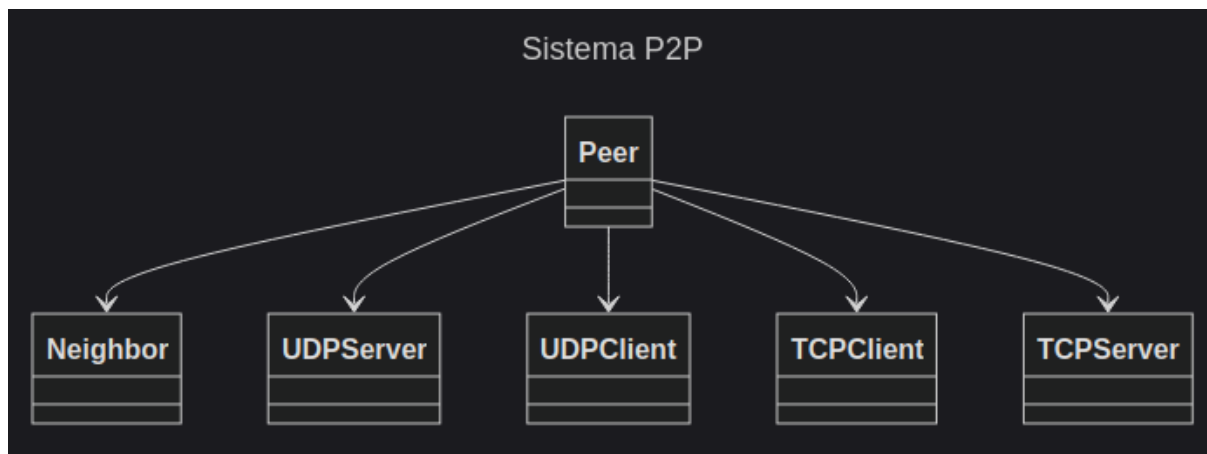 Sistema P2P
Peer
Neighbor
UDPServer
UDPClient
TCPClient
TCPServer